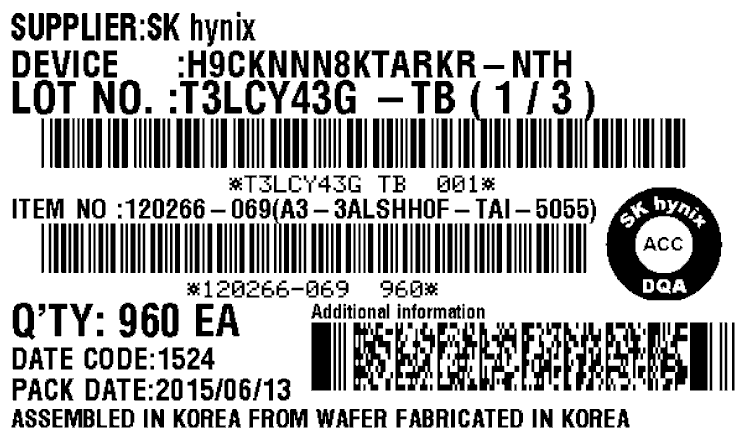 SUPPLIER:SK hynix
DEVICE :H9CKNNN8KTARKR-NTH
LOT NO. :T3LCY43G -TB ( 1 / 3 )
*T3LCY43G TB 001*
ITEM NO :120266-069(A3-3ALSHH0F-TAI-5055)
SK hynix
ACC
DQA
*120266-069 960*
Q'TY: 960 EA
Additional information
DATE CODE:1524
PACK DATE:2015/06/13
ASSEMBLED IN KOREA FROM WAFER FABRICATED IN KOREA